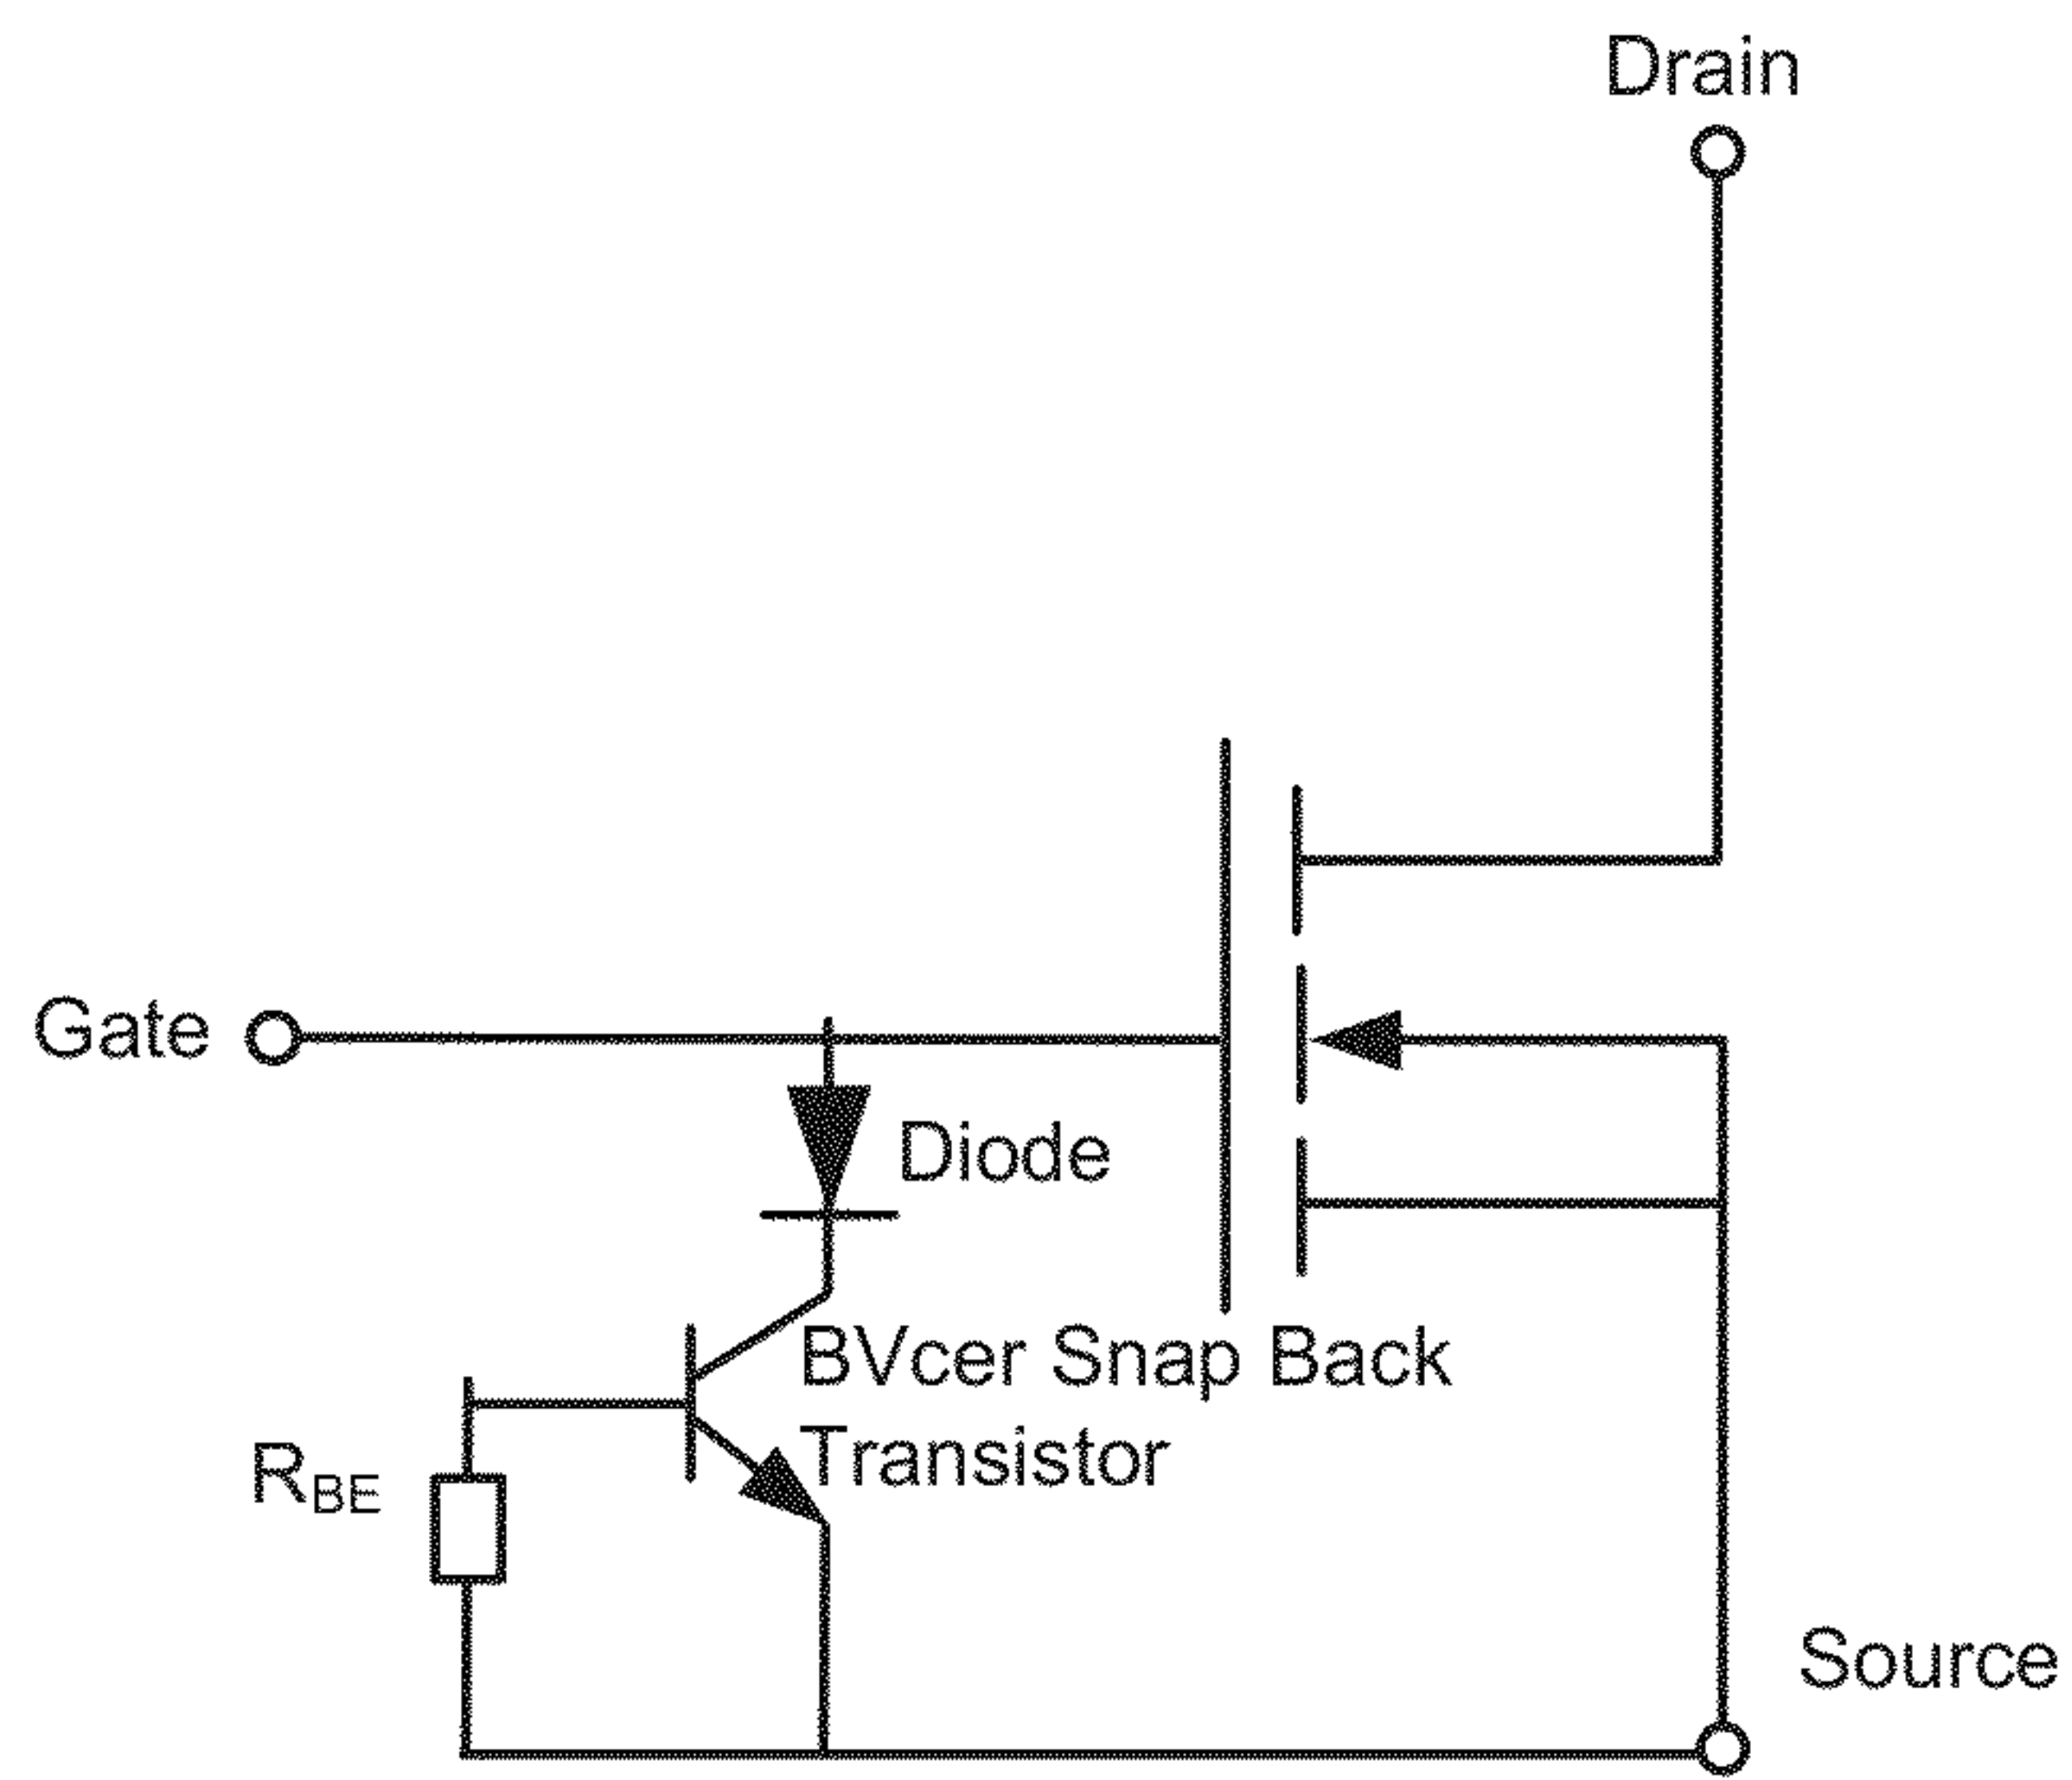 Drain
Gate
Diode
BVcer Snap Back
Transistor
RBE
Source